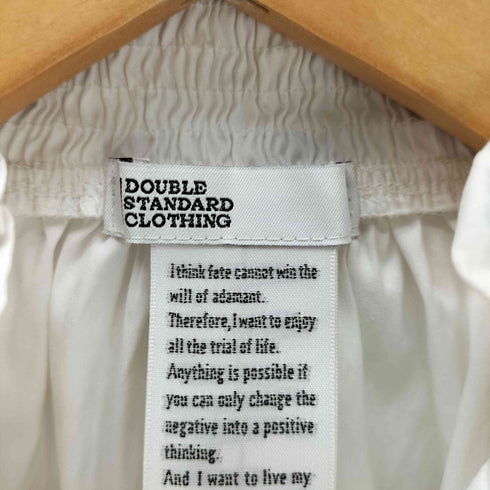 DOUBLE
STANDARD
CLOTHING
I think fate cannot win the
will of adamant.
Therefore, I want to enjoy
all the trial of life.
Anything is possible if
you can only change the
negative into a positive
thinking.
And I want to live my